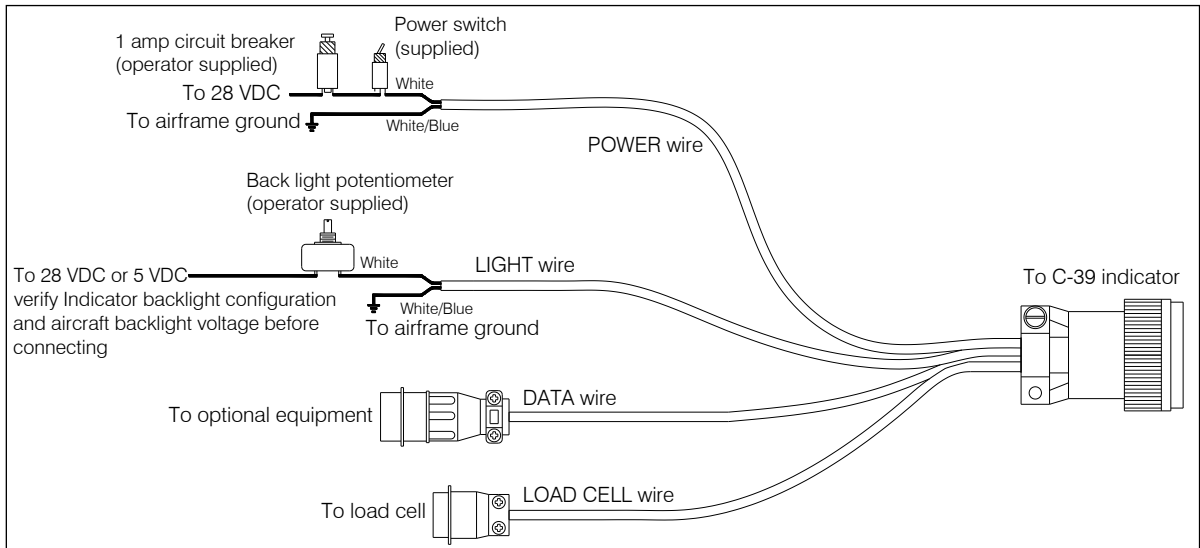 1 amp circuit breaker
(operator supplied)
Power switch
(supplied)
To 28 VDC
White
To airframe ground
White/Blue
POWER wire
Back light potentiometer
(operator supplied)
To 28 VDC or 5 VDC
verify Indicator backlight configuration
and aircraft backlight voltage before
connecting
White
LIGHT wire
White/Blue
To airframe ground
To C-39 indicator
To optional equipment
DATA wire
To load cell
LOAD CELL wire